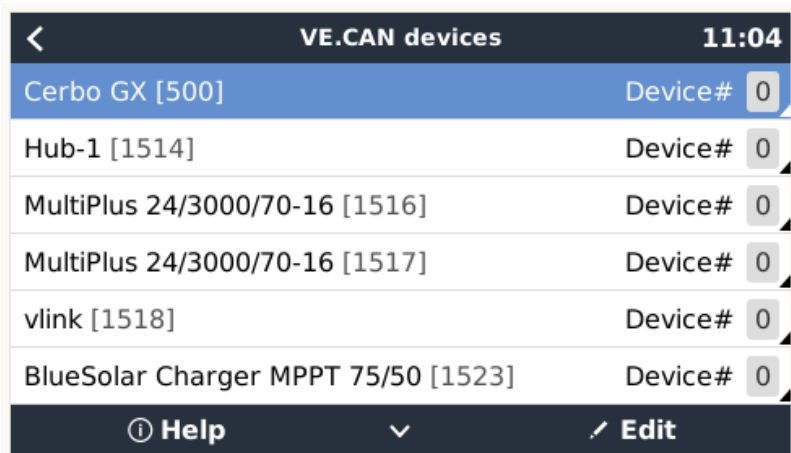 VE.CAN devices 11:04
Cerbo GX [500] Device# 0
Hub-1 [1514] Device# 0
MultiPlus 24/3000/70-16 [1516] Device# 0
MultiPlus 24/3000/70-16 [1517] Device# 0
vlink [1518] Device# 0
BlueSolar Charger MPPT 75/50 [1523] Device# 0
Help Edit